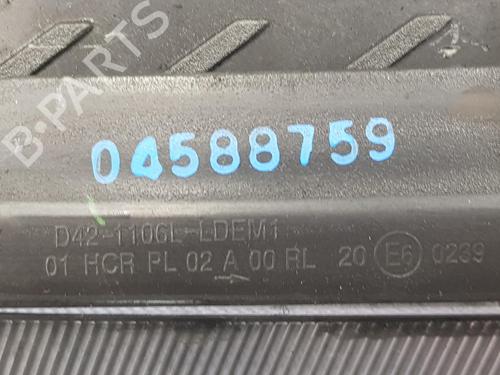 B-PARTS
04588759
D42-1106L-LDEM1
01 HCR PL 02 A 00 RL 20 E6 0239